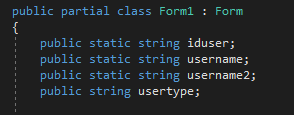 public partial class Form1 : Form
{
public static string iduser;
public static string username;
public static string username2;
public string usertype;